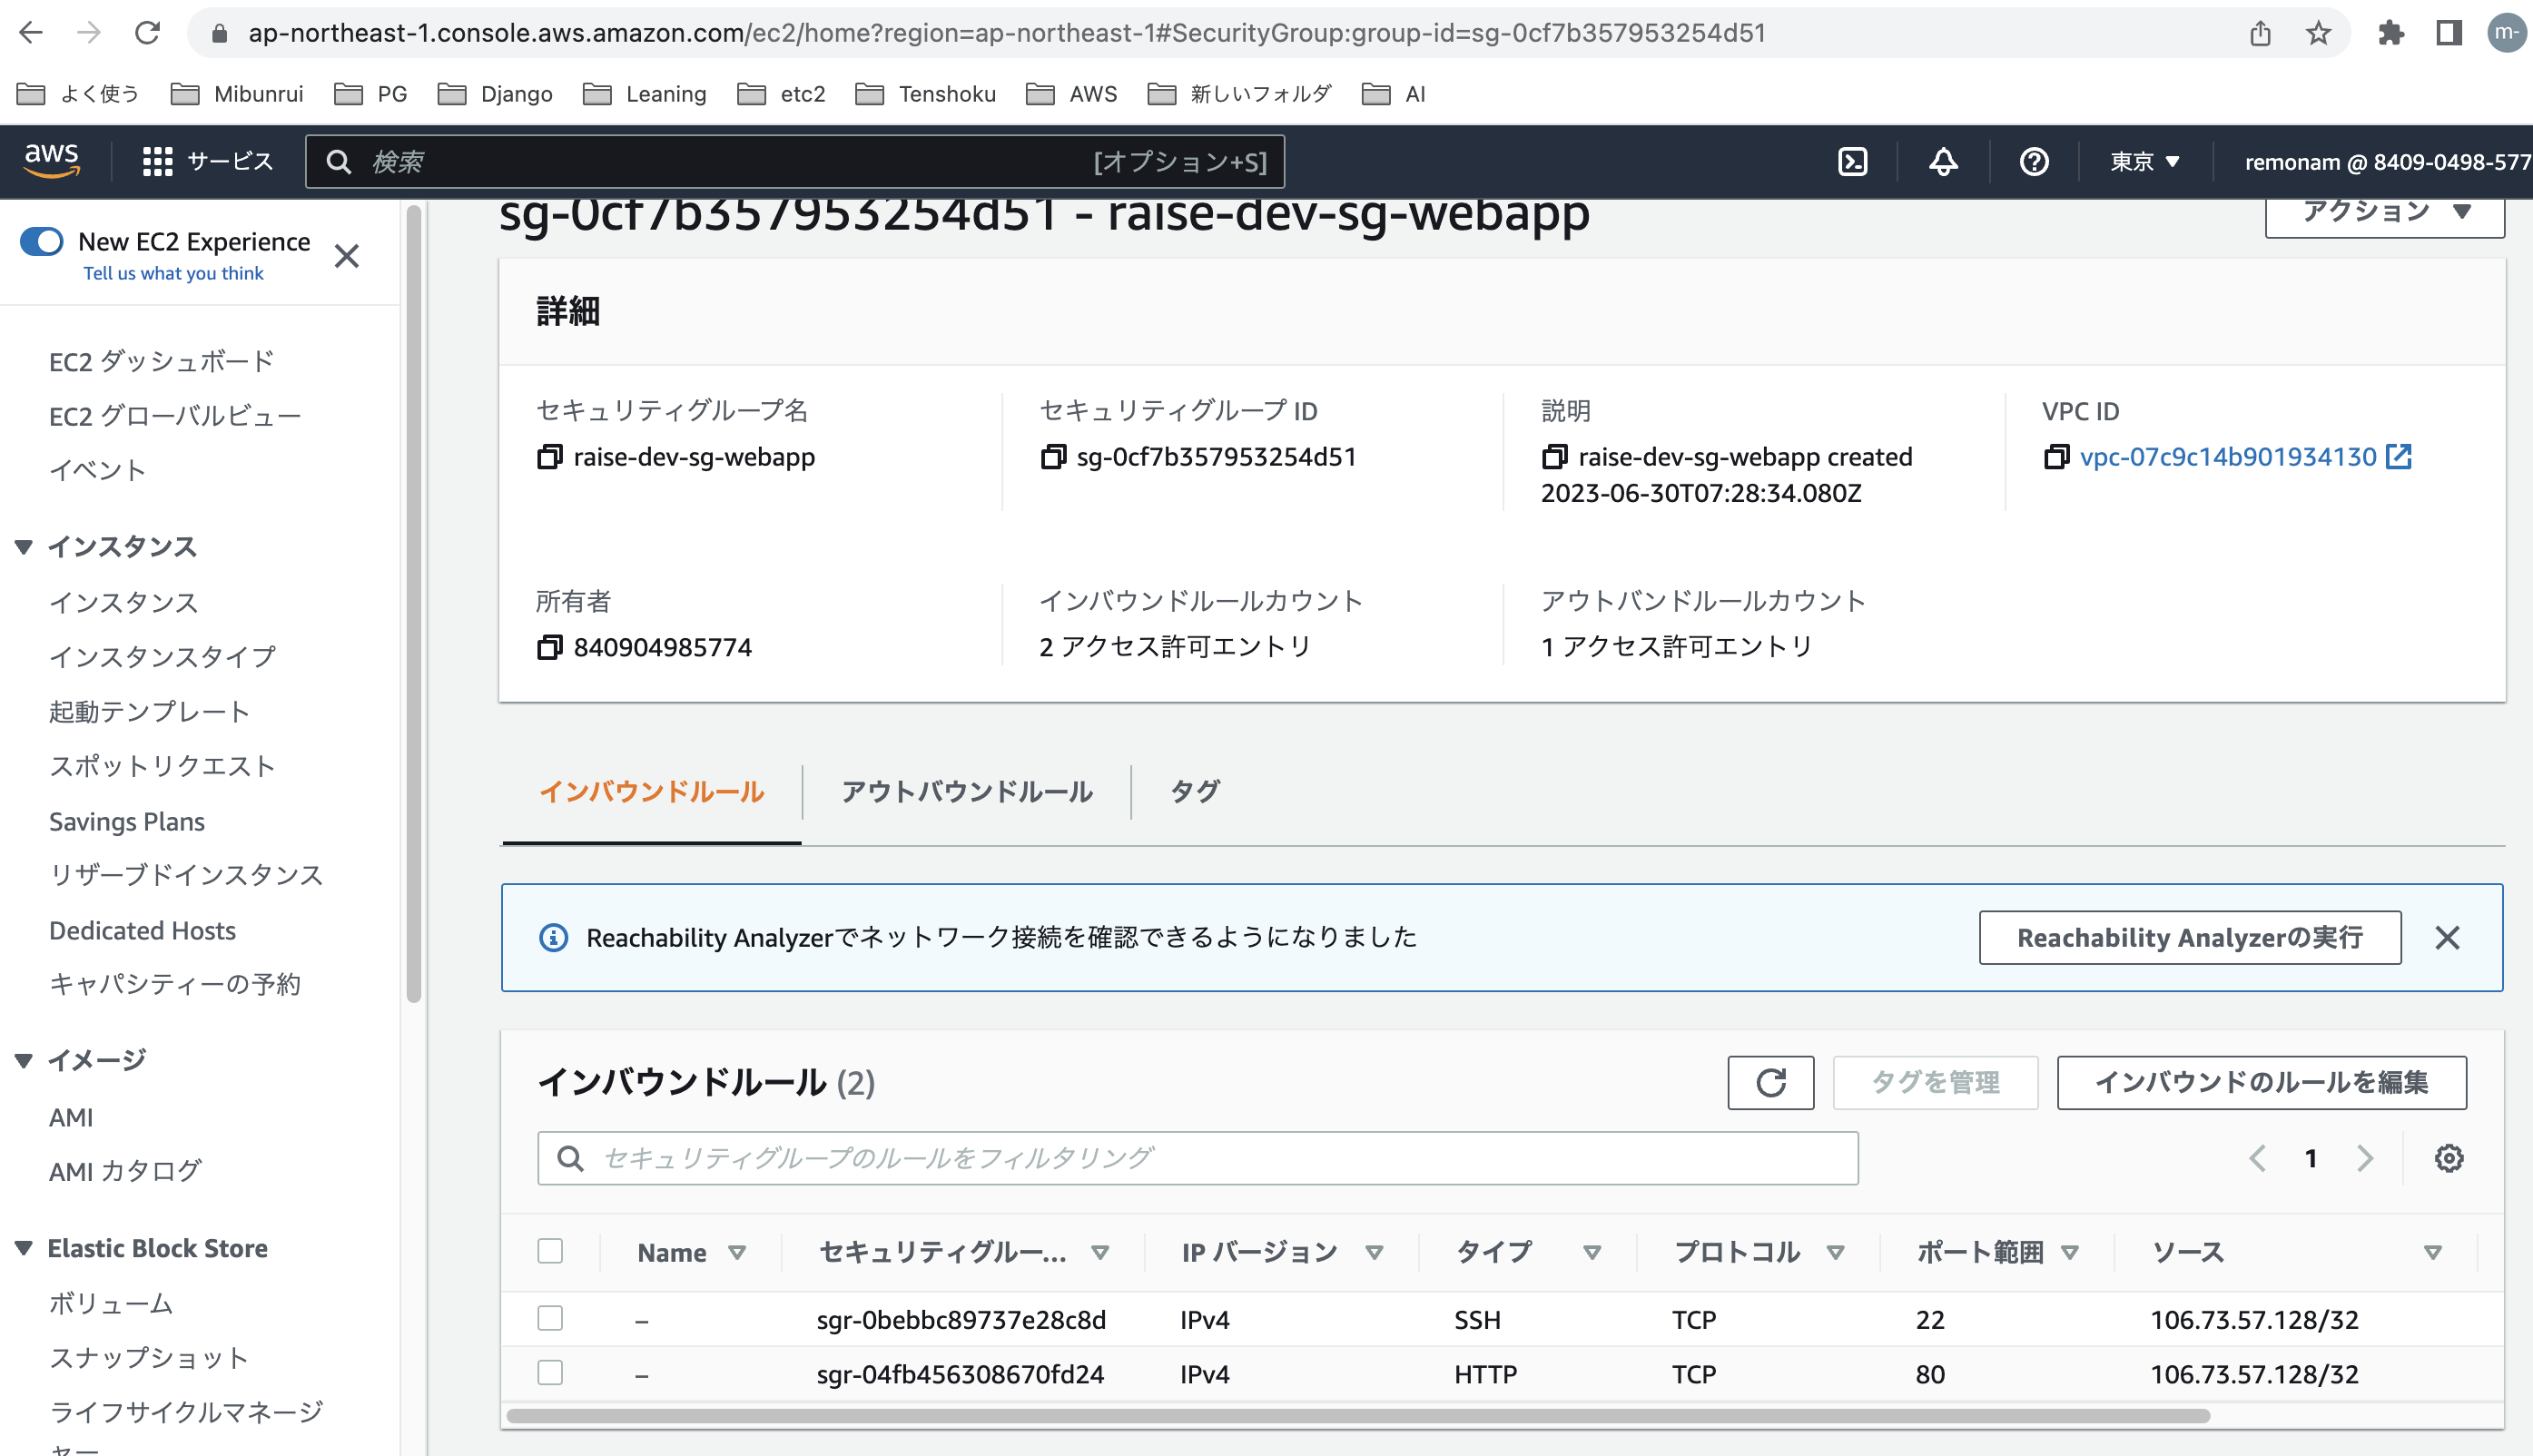 ap-northeast-1.console.aws.amazon.com/ec2/home?region=ap-northeast-1#SecurityGroup:group-id=sg-0cf7b357953254d51
m-
よく使う Mibunrui PG Django Leaning etc2 Tenshoku AWS 新しいフォルダ AI
aws サービス 検索 [オプション+S] 東京 remonam @ 8409-0498-577
New EC2 Experience
Tell us what you think
EC2 ダッシュボード
EC2 グローバルビュー
イベント
インスタンス
インスタンス
インスタンスタイプ
起動テンプレート
スポットリクエスト
Savings Plans
リザーブドインスタンス
Dedicated Hosts
キャパシティーの予約
イメージ
AMI
AMI カタログ
Elastic Block Store
ボリューム
スナップショット
ライフサイクルマネージ
ャー
sg-0cf7b357953254d51 - raise-dev-sg-webapp
アクション
詳細
セキュリティグループ名
raise-dev-sg-webapp
セキュリティグループ ID
sg-0cf7b357953254d51
説明
raise-dev-sg-webapp created
2023-06-30T07:28:34.080Z
VPC ID
vpc-07c9c14b901934130
所有者
840904985774
インバウンドルールカウント
2 アクセス許可エントリ
アウトバンドルールカウント
1 アクセス許可エントリ
インバウンドルール アウトバウンドルール タグ
Reachability Analyzerでネットワーク接続を確認できるようになりました
Reachability Analyzerの実行
インバウンドルール (2)
タグを管理
インバウンドのルールを編集
セキュリティグループのルールをフィルタリング
1
Name セキュリティグルー... IP バージョン タイプ プロトコル ポート範囲 ソース
– sgr-0bebbc89737e28c8d IPv4 SSH TCP 22 106.73.57.128/32
– sgr-04fb456308670fd24 IPv4 HTTP TCP 80 106.73.57.128/32